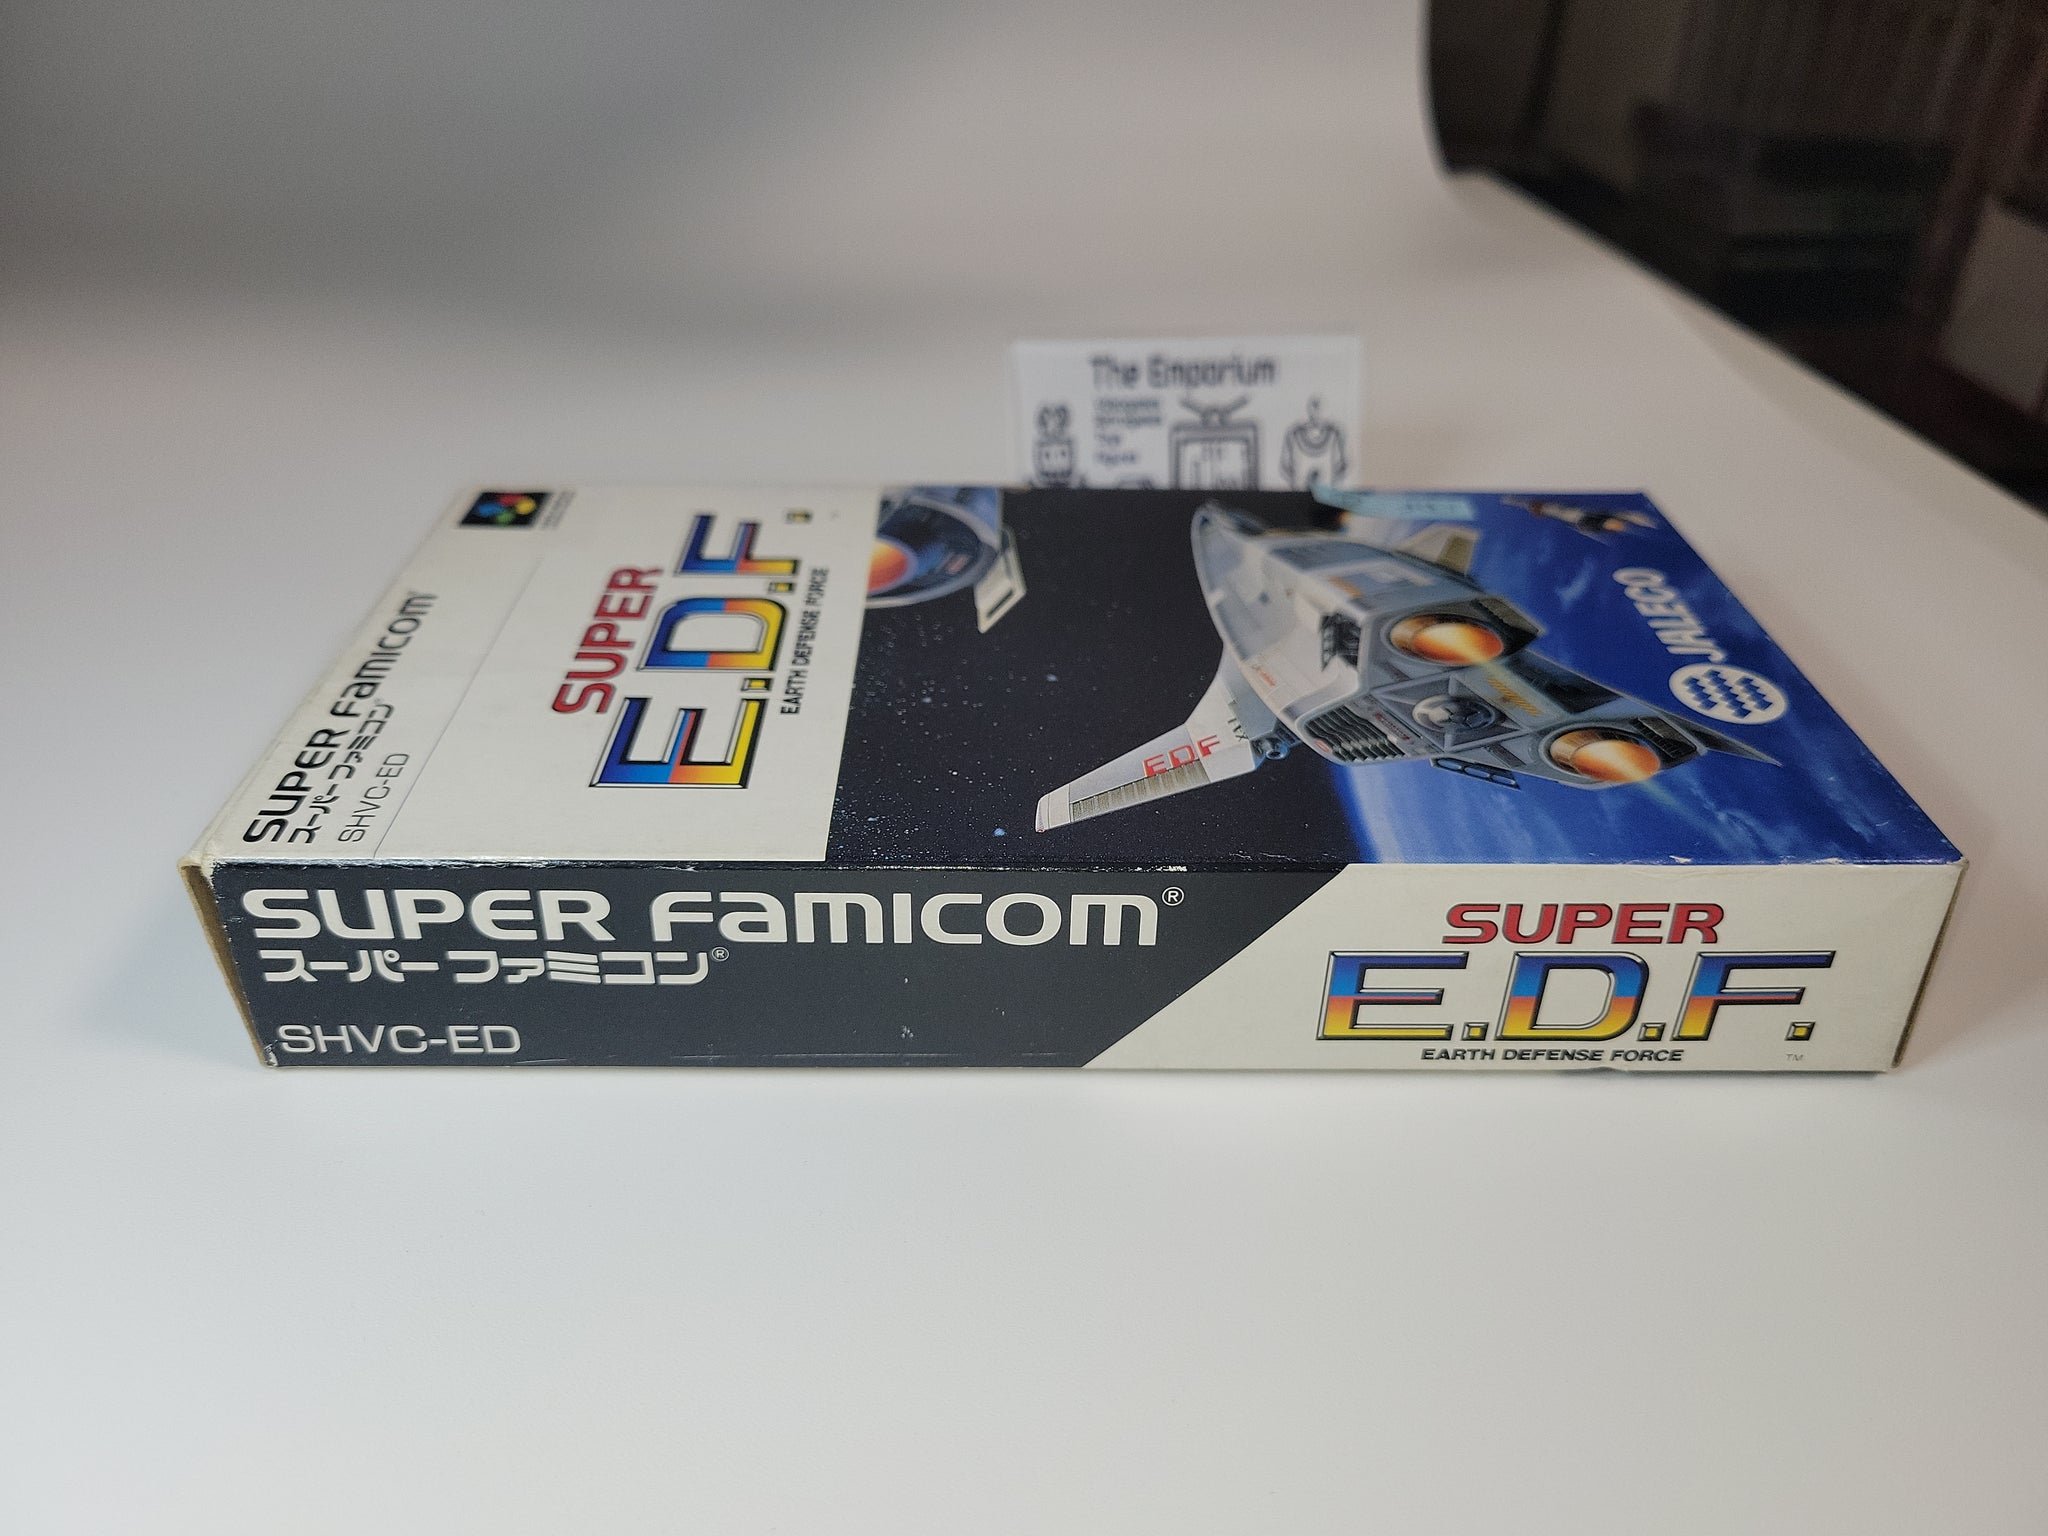 The Emporium
SUPER FAMICOM
スーパーファミコン
SHVC-ED
SUPER
E.D.F.
EARTH DEFENSE FORCE
E.D.F
JALECO
SUPER FAMICOM®
スーパーファミコン®
SHVC-ED
SUPER
E.D.F.
EARTH DEFENSE FORCE
TM